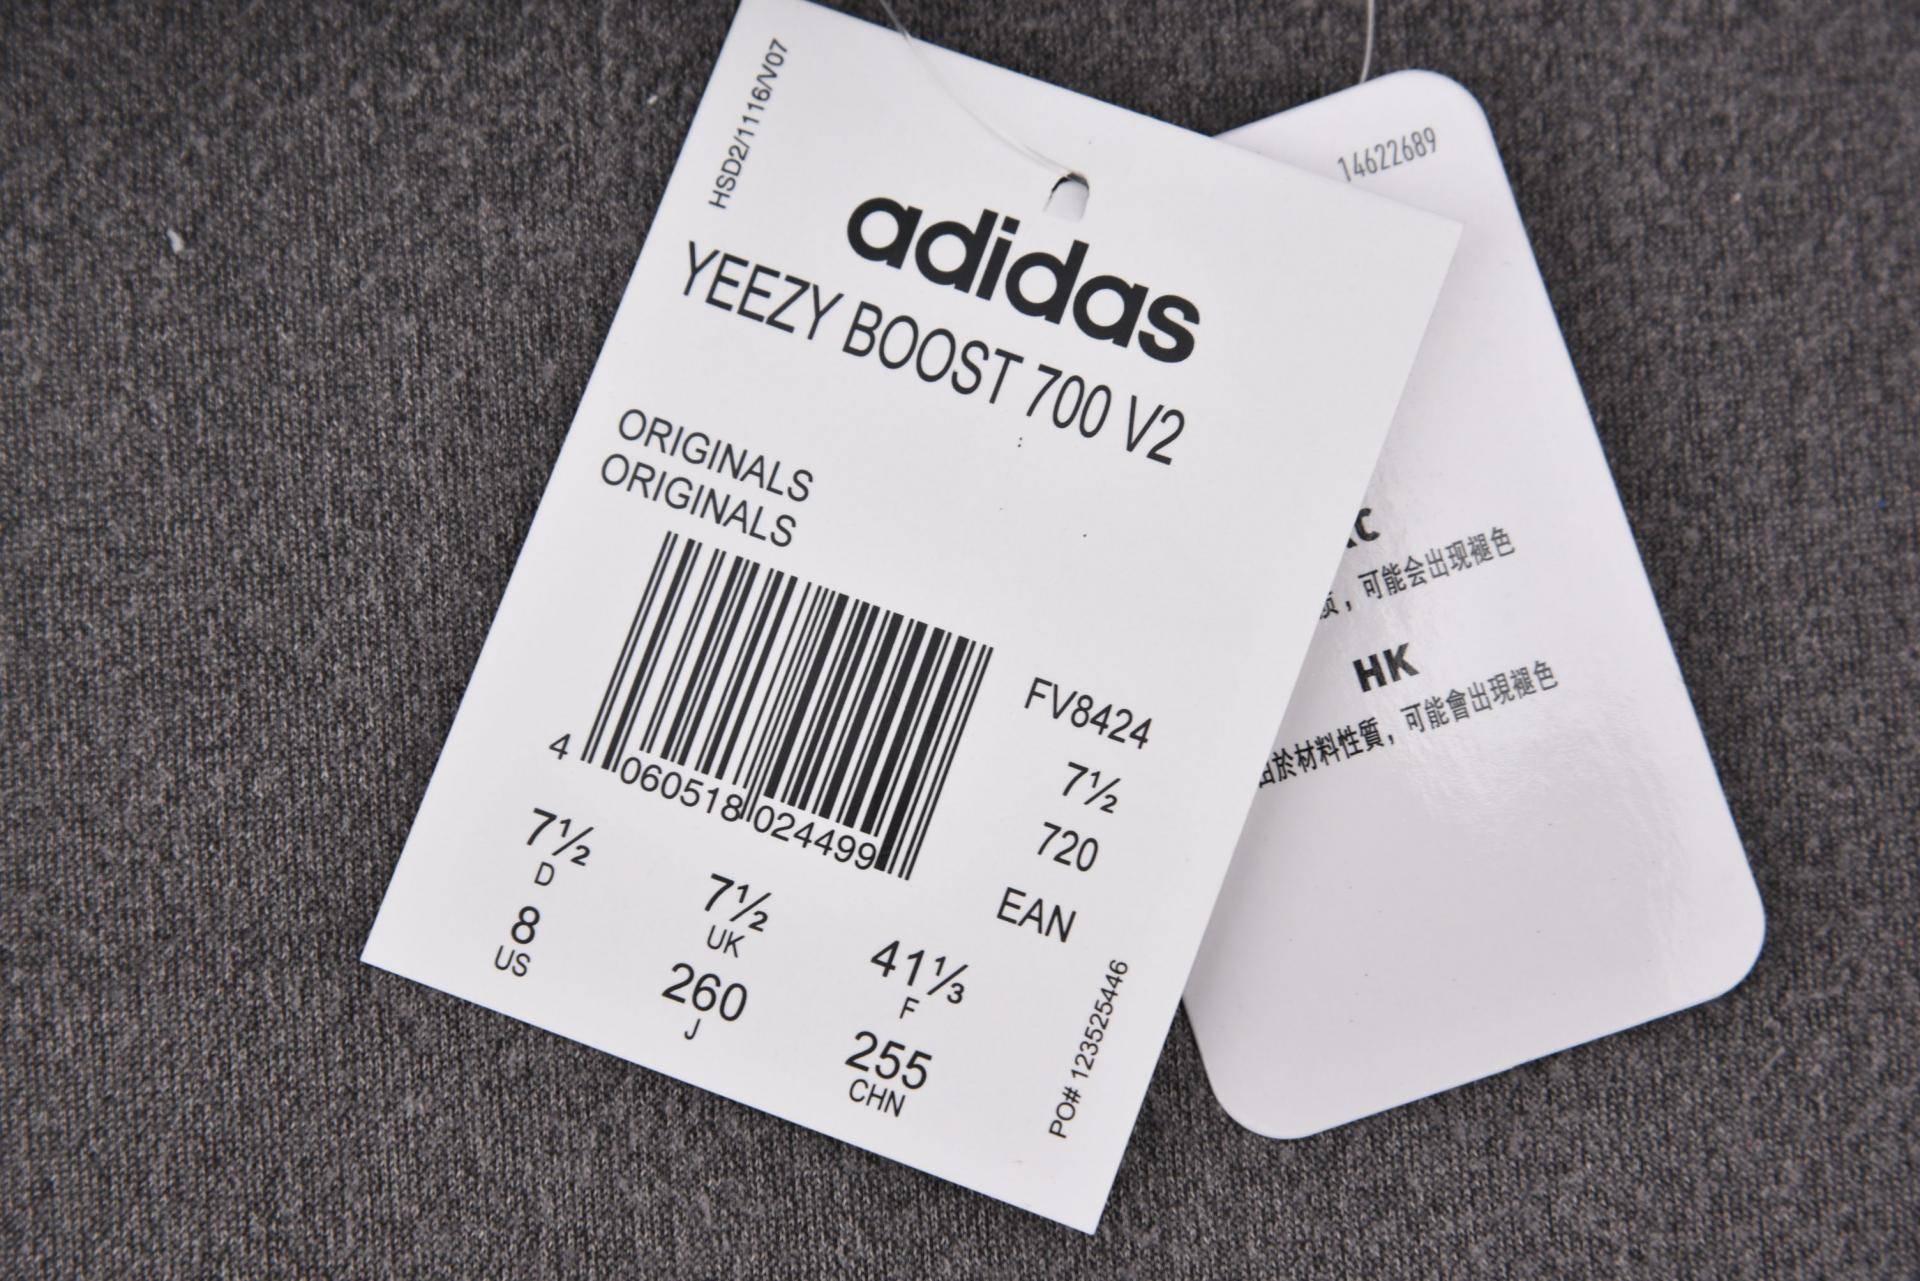 HSD2/1116/V07
adidas
YEEZY BOOST 700 V2
ORIGINALS
ORIGINALS
4 060518 024499
FV8424
7½
720
EAN
7½
D
7½
UK
41⅓
F
8
US
260
J
255
CHN
PO# 123525446
14622689
，可能会出现褪色
HK
於材料性質，可能會出現褪色